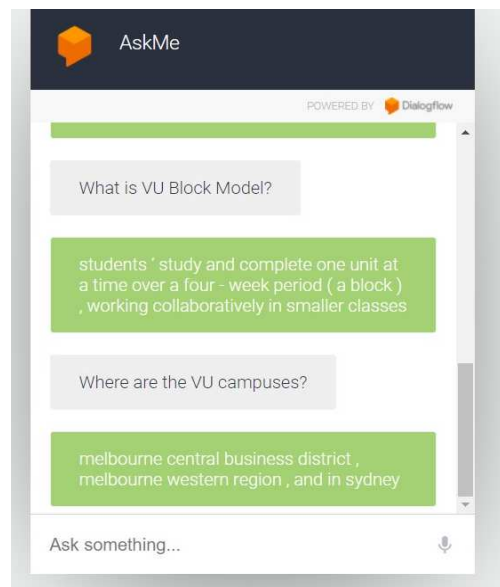 AskMe
POWERED BY Dialogflow
What is VU Block Model?
students ' study and complete one unit at
a time over a four - week period ( a block )
, working collaboratively in smaller classes
Where are the VU campuses?
melbourne central business district ,
melbourne western region , and in sydney
Ask something...